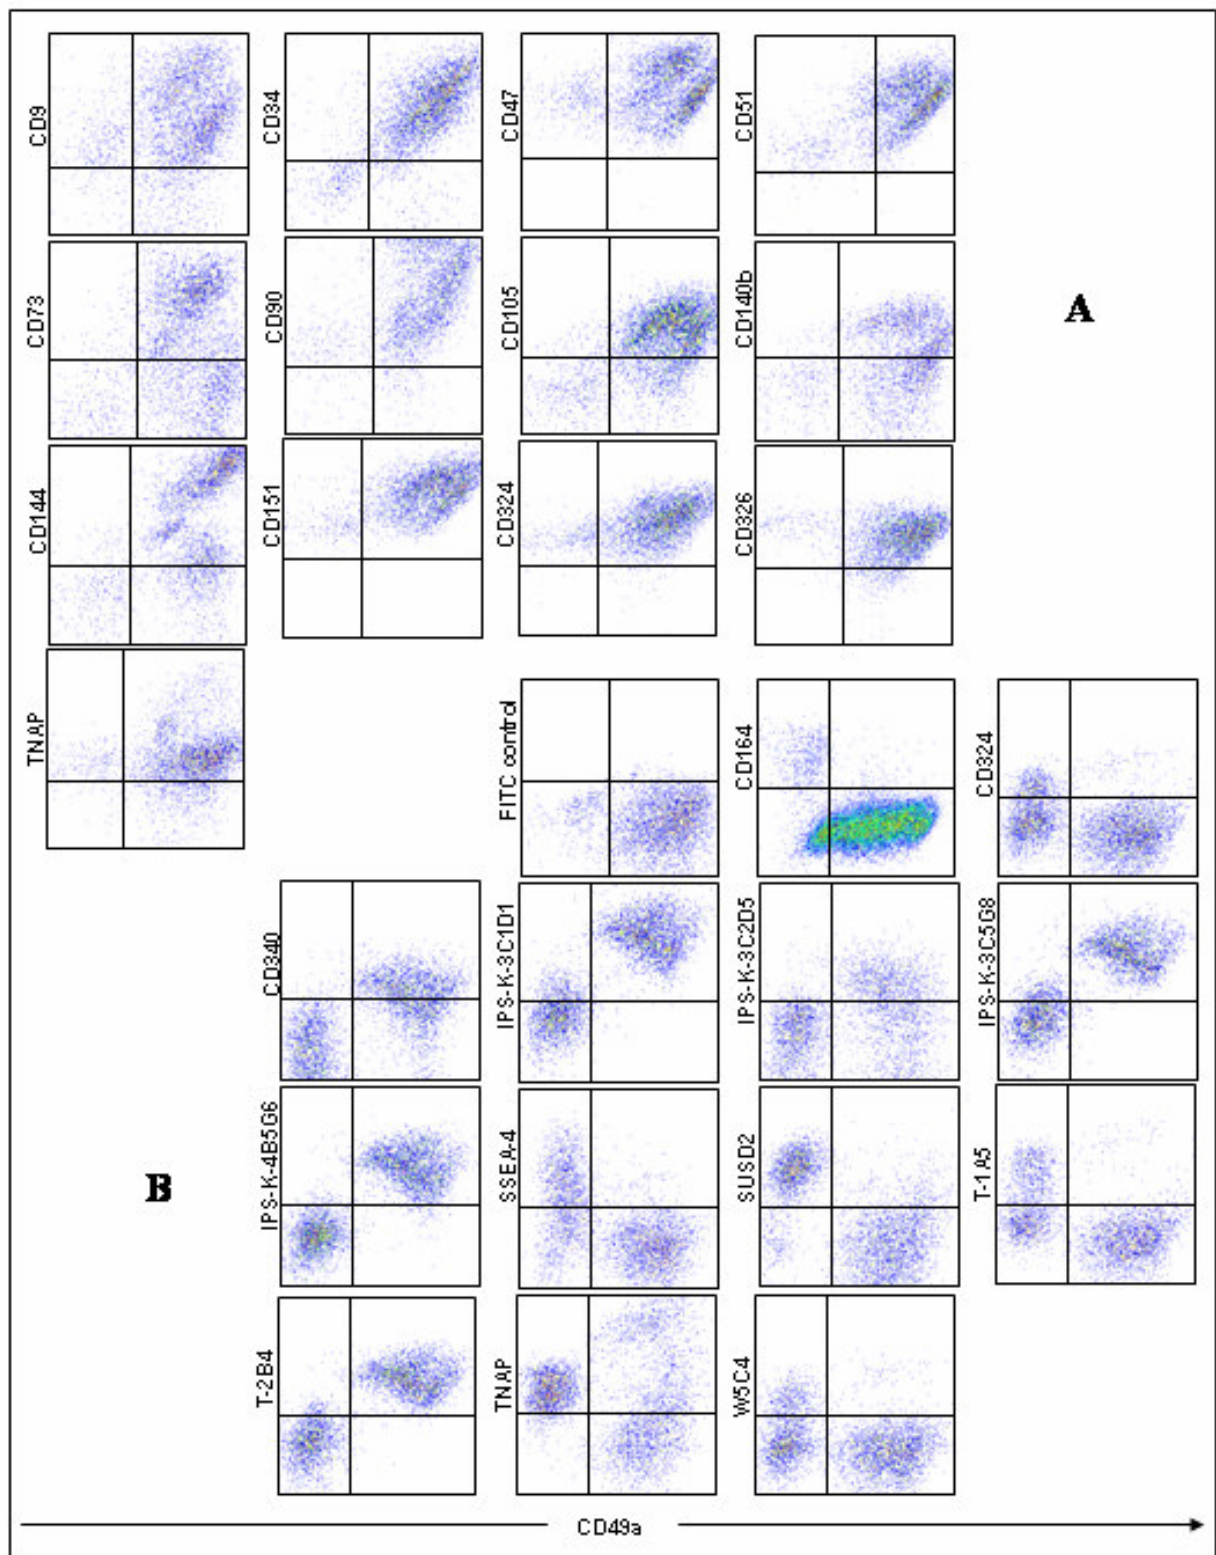 CD9
CD34
CD47
CD51
CD73
CD90
CD105
CD140b
A
CD144
CD151
CD324
CD326
TNAP
FITC control
CD164
CD324
CD340
IPS-K-3C1D1
IPS-K-3C2D5
IPS-K-3C5G8
IPS-K-4B5G6
B
SSEA-4
SUSD2
T-1A5
T-2B4
TNAP
W5C4
CD49a